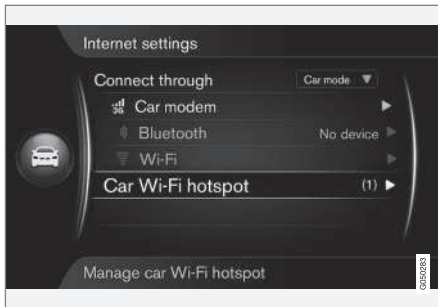 Internet settings
Connect through Car mode
3G Car modem
Bluetooth No device
Wi-Fi
Car Wi-Fi hotspot (1)
Manage car Wi-Fi hotspot
G050283